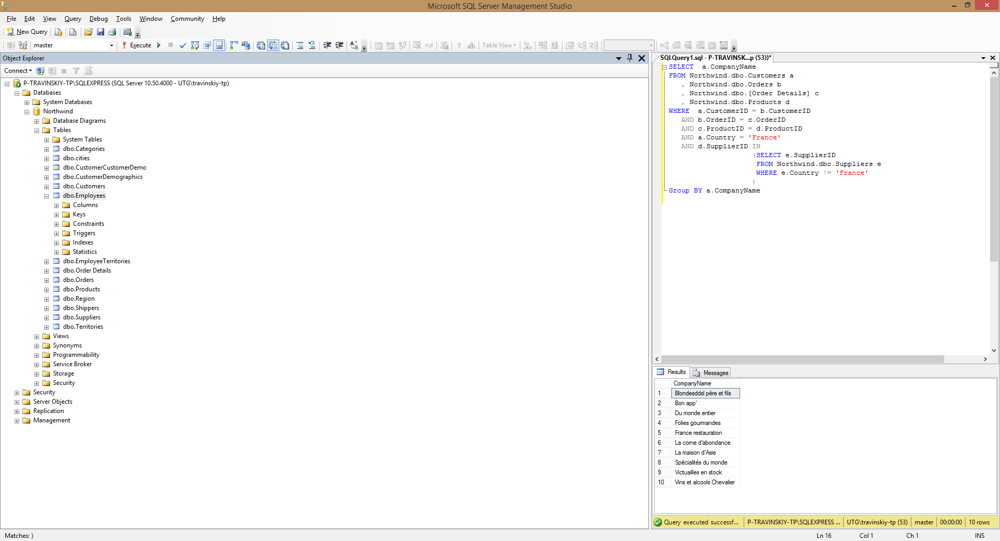 Microsoft SQL Server Management Studio
File Edit View Query Debug Tools Window Community Help
New Query
master Execute Table View
Object Explorer
Connect
P-TRAVINSKIY-TP\SQLEXPRESS (SQL Server 10.50.4000 - UTG\travinskiy-tp)
Databases
System Databases
Northwind
Database Diagrams
Tables
System Tables
dbo.Categories
dbo.cities
dbo.CustomerCustomerDemo
dbo.CustomerDemographics
dbo.Customers
dbo.Employees
Columns
Keys
Constraints
Triggers
Indexes
Statistics
dbo.EmployeeTerritories
dbo.Order Details
dbo.Orders
dbo.Products
dbo.Region
dbo.Shippers
dbo.Suppliers
dbo.Territories
Views
Synonyms
Programmability
Service Broker
Storage
Security
Security
Server Objects
Replication
Management
SQLQuery1.sql - P-TRAVINSK...p (53))*
SELECT a.CompanyName
FROM Northwind.dbo.Customers a
, Northwind.dbo.Orders b
, Northwind.dbo.[Order Details] c
, Northwind.dbo.Products d
WHERE a.CustomerID = b.CustomerID
AND b.OrderID = c.OrderID
AND c.ProductID = d.ProductID
AND a.Country = 'France'
AND d.SupplierID IN
(SELECT e.SupplierID
FROM Northwind.dbo.Suppliers e
WHERE e.Country != 'France'
)
Group BY a.CompanyName
Results Messages
CompanyName
1 Blondesddsl père et fils
2 Bon app'
3 Du monde entier
4 Folies gourmandes
5 France restauration
6 La corne d'abondance
7 La maison d'Asie
8 Spécialités du monde
9 Victuailles en stock
10 Vins et alcools Chevalier
Query executed successf... P-TRAVINSKIY-TP\SQLEXPRESS ... UTG\travinskiy-tp (53) master 00:00:00 10 rows
Matches: ) Ln 16 Col 1 Ch 1 INS